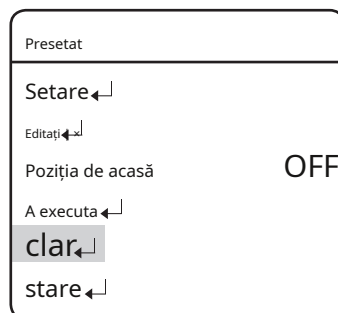 Presetat
Setare
Editați
Poziția de acasă OFF
A executa
clar
stare